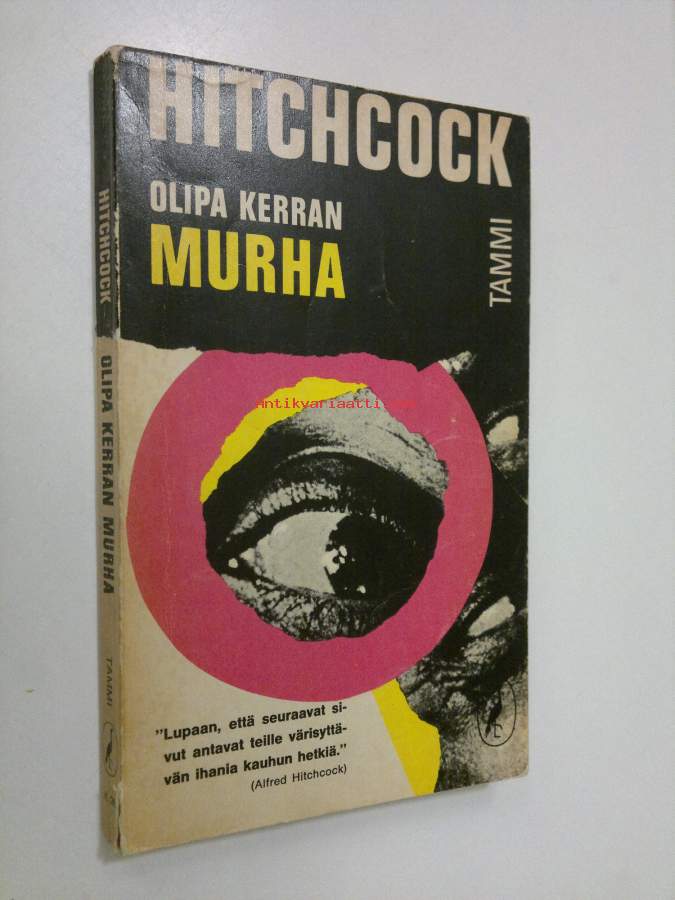 HITCHCOCK
OLIPA KERRAN
MURHA
TAMMI
Antikvariaatti.com
"Lupaan, että seuraavat si-
vut antavat teille värisyttä-
vän ihania kauhun hetkiä."
(Alfred Hitchcock)
HITCHCOCK
OLIPA KERRAN MURHA
TAMMI